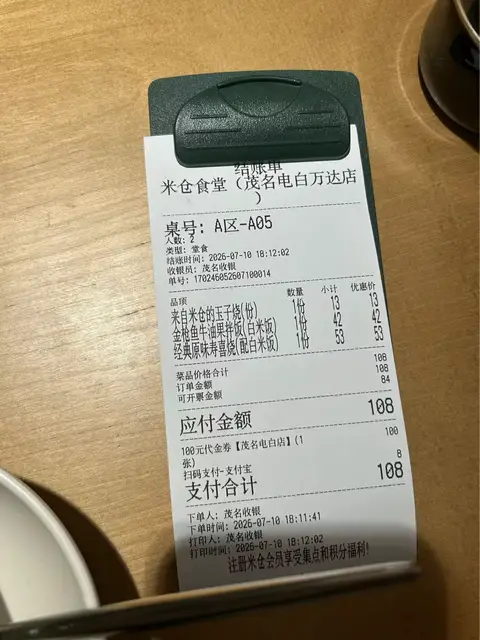 结账单
米仓食堂（茂名电白万达店
）
桌号: A区-A05
人数: 2
类型: 堂食
结账时间: 2026-07-10 18:12:02
收银员: 茂名收银
单号: 170246052607100014
品项 数量 小计 优惠价
来自米仓的玉子烧(份) 1份 13 13
金枪鱼牛油果拌饭(白米饭) 1份 42 42
经典原味寿喜烧(配白米饭) 1份 53 53
菜品价格合计 108
订单金额 108
可开票金额 84
应付金额 108
100元代金券【茂名电白店】(1 100
张)
扫码支付-支付宝 8
支付合计 108
下单人: 茂名收银
下单时间: 2026-07-10 18:11:41
打印人: 茂名收银
打印时间: 2026-07-10 18:12:02
注册米仓会员享受集点和积分福利!